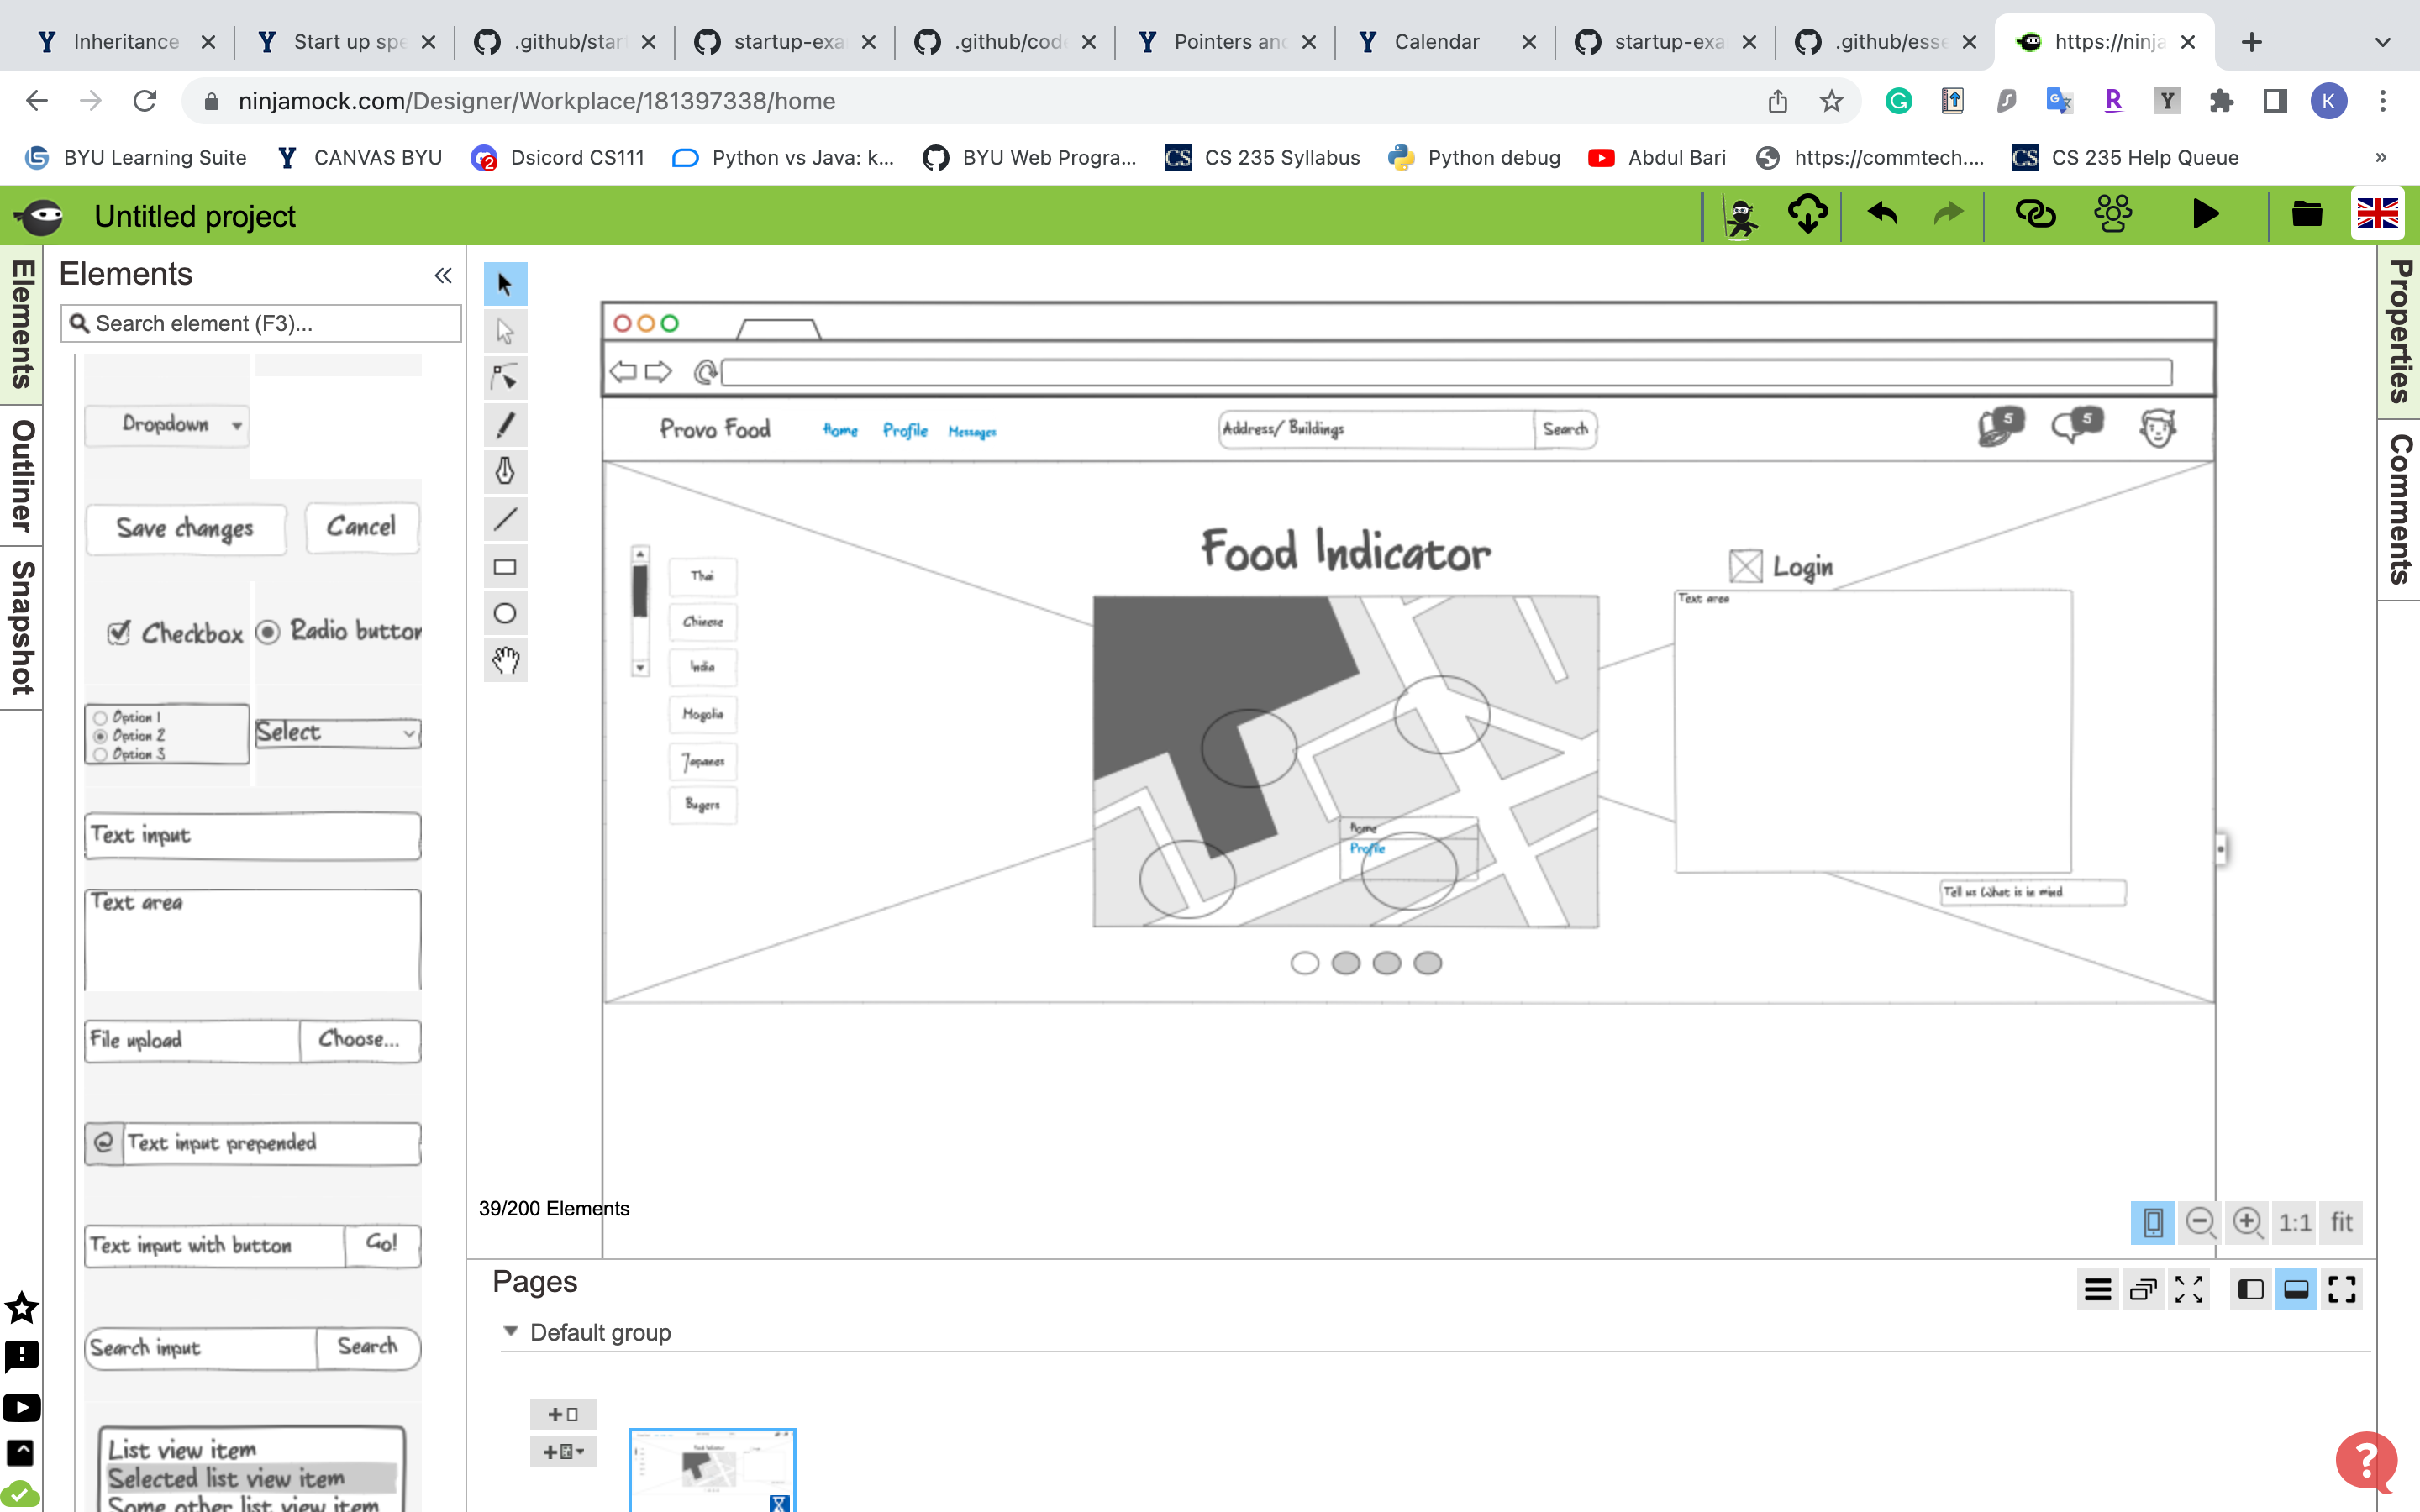 Inheritance
Start up spe
.github/star
startup-exa
.github/cod
Pointers and
Calendar
startup-exa
.github/esse
https://ninja
ninjamock.com/Designer/Workplace/181397338/home
K
BYU Learning Suite
CANVAS BYU
Dsicord CS111
Python vs Java: k...
BYU Web Progra...
CS 235 Syllabus
Python debug
Abdul Bari
https://commtech....
CS 235 Help Queue
»
Untitled project
Elements
Outliner
Snapshot
Elements
Search element (F3)...
Dropdown
Save changes
Cancel
Checkbox
Radio button
Option 1
Option 2
Option 3
Select
Text input
Text area
File upload
Choose...
@ Text input prepended
Text input with button
Go!
Search input
Search
List view item
Selected list view item
Some other list view item
Provo Food
Home
Profile
Messages
Address/ Buildings
Search
5
5
Food Indicator
Login
Thai
Chinese
India
Mogolia
Japanes
Bugers
Home
Profile
Text area
Tell us What is in mind
39/200 Elements
1:1
fit
Pages
Default group
Properties
Comments
?